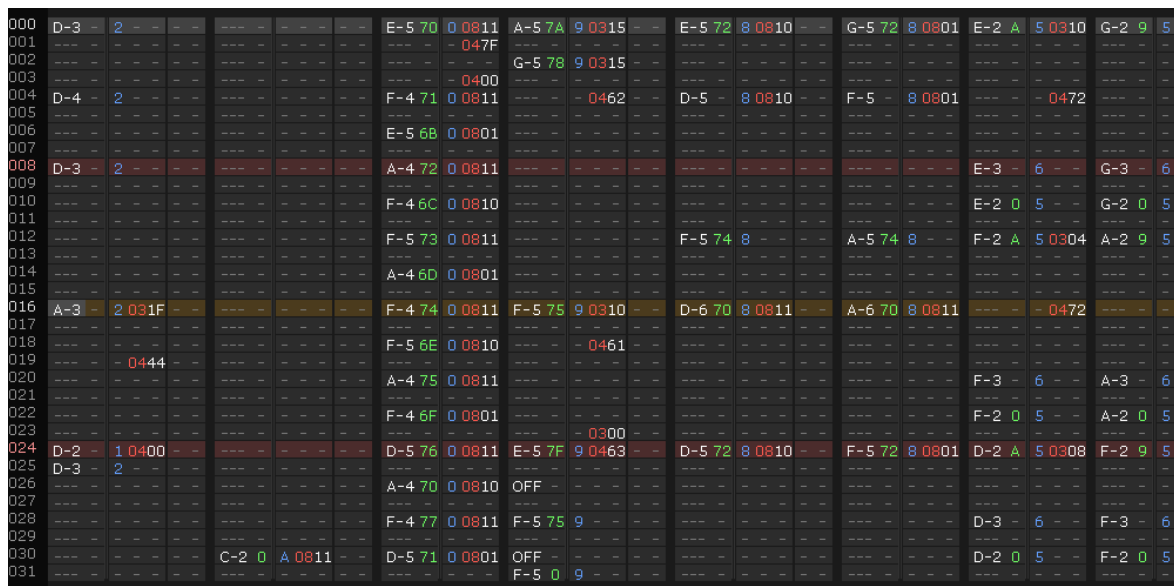 000 D-3 - 2 - - - - --- - - - - - - E-5 70 0 0811 A-5 7A 9 0315 - - E-5 72 8 0810 - - G-5 72 8 0801 E-2 A 5 0310 G-2 9 5
001 --- - - - - - - --- - - - - - - --- - - 047F --- - - - - - - --- - - - - - - --- - - - - --- - - - - --- - -
002 --- - - - - - - --- - - - - - - --- - - - - G-5 78 9 0315 - - --- - - - - - - --- - - - - --- - - - - --- - -
003 --- - - - - - - --- - - - - - - --- - - 0400 --- - - - - - - --- - - - - - - --- - - - - --- - - - - --- - -
004 D-4 - 2 - - - - --- - - - - - - F-4 71 0 0811 --- - - 0462 - - D-5 - 8 0810 - - F-5 - 8 0801 --- - - 0472 --- - -
005 --- - - - - - - --- - - - - - - --- - - - - --- - - - - - - --- - - - - - - --- - - - - --- - - - - --- - -
006 --- - - - - - - --- - - - - - - E-5 6B 0 0801 --- - - - - - - --- - - - - - - --- - - - - --- - - - - --- - -
007 --- - - - - - - --- - - - - - - --- - - - - --- - - - - - - --- - - - - - - --- - - - - --- - - - - --- - -
008 D-3 - 2 - - - - --- - - - - - - A-4 72 0 0811 --- - - - - - - --- - - - - - - --- - - - - E-3 - 6 - - G-3 - 6
009 --- - - - - - - --- - - - - - - --- - - - - --- - - - - - - --- - - - - - - --- - - - - --- - - - - --- - -
010 --- - - - - - - --- - - - - - - F-4 6C 0 0810 --- - - - - - - --- - - - - - - --- - - - - E-2 0 5 - - G-2 0 5
011 --- - - - - - - --- - - - - - - --- - - - - --- - - - - - - --- - - - - - - --- - - - - --- - - - - --- - -
012 --- - - - - - - --- - - - - - - F-5 73 0 0811 --- - - - - - - F-5 74 8 - - - - A-5 74 8 - - F-2 A 5 0304 A-2 9 5
013 --- - - - - - - --- - - - - - - --- - - - - --- - - - - - - --- - - - - - - --- - - - - --- - - - - --- - -
014 --- - - - - - - --- - - - - - - A-4 6D 0 0801 --- - - - - - - --- - - - - - - --- - - - - --- - - - - --- - -
015 --- - - - - - - --- - - - - - - --- - - - - --- - - - - - - --- - - - - - - --- - - - - --- - - - - --- - -
016 A-3 - 2 031F - - --- - - - - - - F-4 74 0 0811 F-5 75 9 0310 - - D-6 70 8 0811 - - A-6 70 8 0811 --- - - 0472 --- - -
017 --- - - - - - - --- - - - - - - --- - - - - --- - - - - - - --- - - - - - - --- - - - - --- - - - - --- - -
018 --- - - - - - - --- - - - - - - F-5 6E 0 0810 --- - - 0461 - - --- - - - - - - --- - - - - --- - - - - --- - -
019 --- - - 0444 - - --- - - - - - - --- - - - - --- - - - - - - --- - - - - - - --- - - - - --- - - - - --- - -
020 --- - - - - - - --- - - - - - - A-4 75 0 0811 --- - - - - - - --- - - - - - - --- - - - - F-3 - 6 - - A-3 - 6
021 --- - - - - - - --- - - - - - - --- - - - - --- - - - - - - --- - - - - - - --- - - - - --- - - - - --- - -
022 --- - - - - - - --- - - - - - - F-4 6F 0 0801 --- - - - - - - --- - - - - - - --- - - - - F-2 0 5 - - A-2 0 5
023 --- - - - - - - --- - - - - - - --- - - - - --- - - 0300 - - --- - - - - - - --- - - - - --- - - - - --- - -
024 D-2 - 1 0400 - - --- - - - - - - D-5 76 0 0811 E-5 7F 9 0463 - - D-5 72 8 0810 - - F-5 72 8 0801 D-2 A 5 0308 F-2 9 5
025 D-3 - 2 - - - - --- - - - - - - --- - - - - --- - - - - - - --- - - - - - - --- - - - - --- - - - - --- - -
026 --- - - - - - - --- - - - - - - A-4 70 0 0810 OFF - - - - - - --- - - - - - - --- - - - - --- - - - - --- - -
027 --- - - - - - - --- - - - - - - --- - - - - --- - - - - - - --- - - - - - - --- - - - - --- - - - - --- - -
028 --- - - - - - - --- - - - - - - F-4 77 0 0811 F-5 75 9 - - - - --- - - - - - - --- - - - - D-3 - 6 - - F-3 - 6
029 --- - - - - - - --- - - - - - - --- - - - - --- - - - - - - --- - - - - - - --- - - - - --- - - - - --- - -
030 --- - - - - - - C-2 0 A 0811 - - D-5 71 0 0801 OFF - - - - - - --- - - - - - - --- - - - - D-2 0 5 - - F-2 0 5
031 --- - - - - - - --- - - - - - - --- - - - - F-5 0 9 - - - - --- - - - - - - --- - - - - --- - - - - --- - -